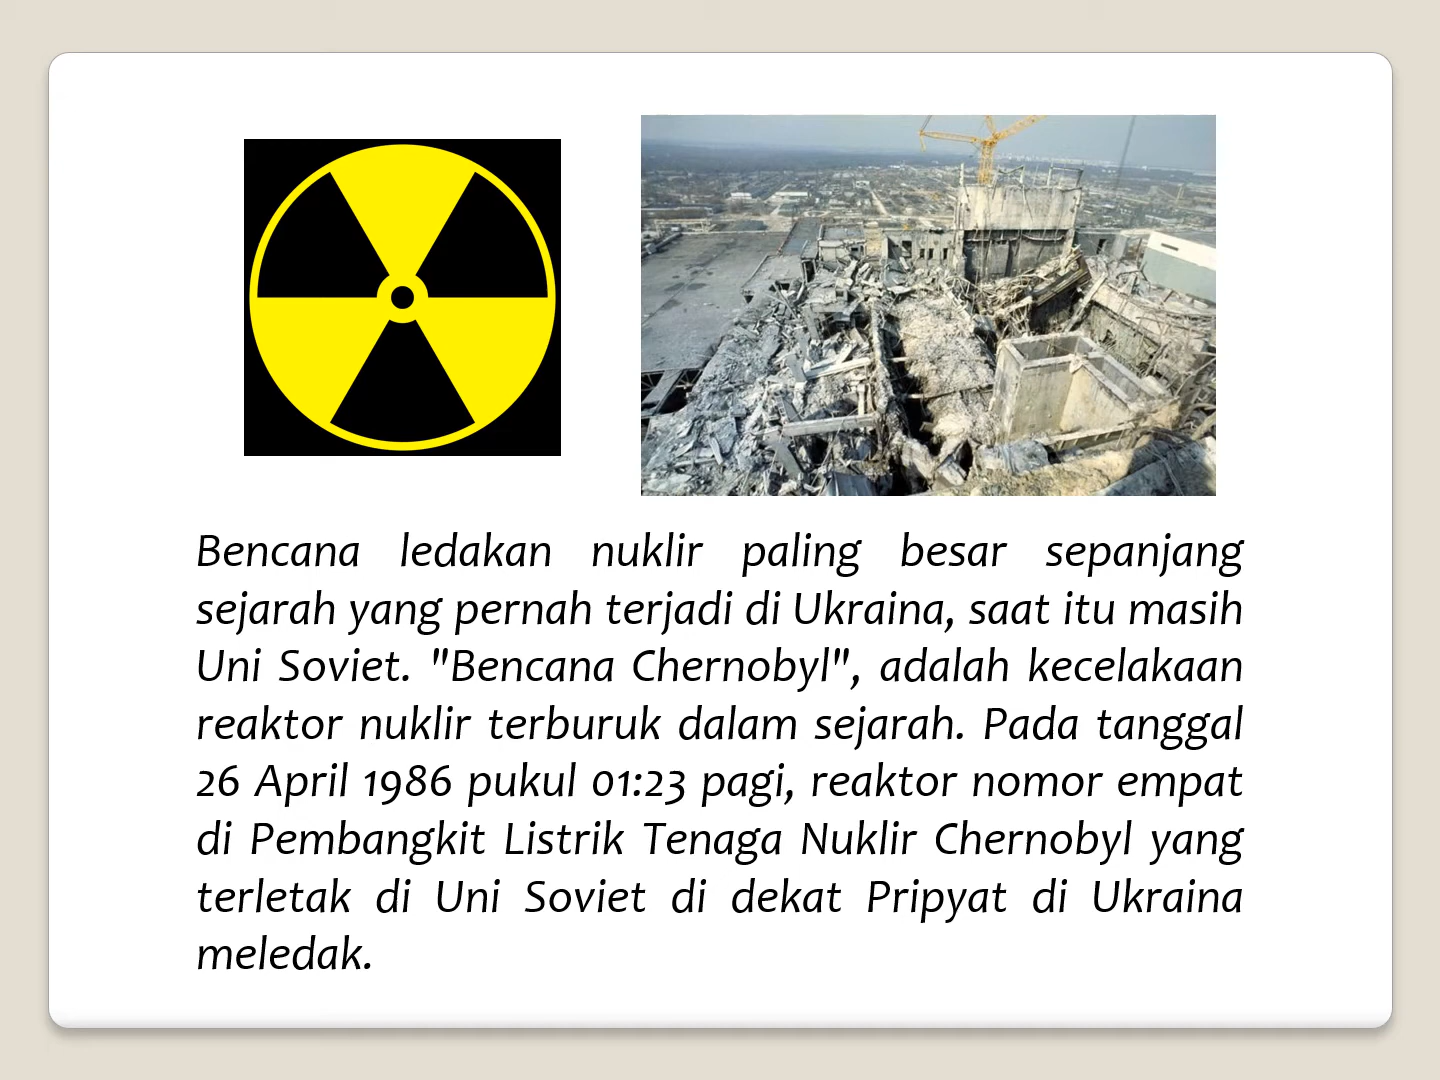 Bencana ledakan nuklir paling besar sepanjang
sejarah yang pernah terjadi di Ukraina, saat itu masih
Uni Soviet. "Bencana Chernobyl", adalah kecelakaan
reaktor nuklir terburuk dalam sejarah. Pada tanggal
26 April 1986 pukul 01:23 pagi, reaktor nomor empat
di Pembangkit Listrik Tenaga Nuklir Chernobyl yang
terletak di Uni Soviet di dekat Pripyat di Ukraina
meledak.